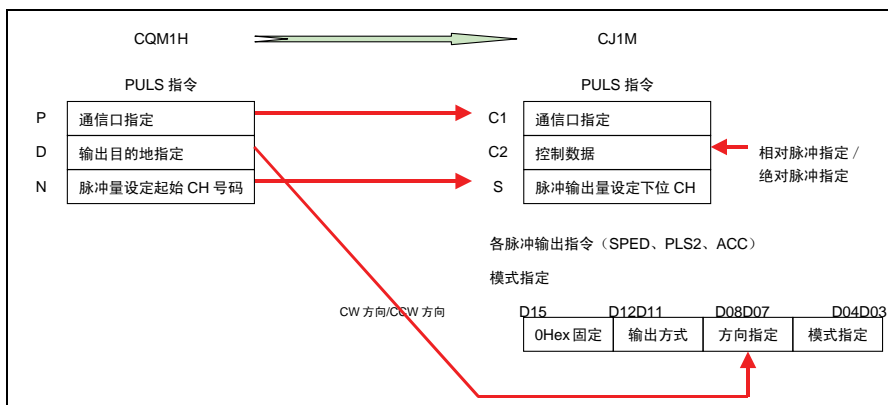 CQM1H CJ1M
PULS 指令 PULS 指令
P 通信口指定 C1 通信口指定
D 输出目的地指定 C2 控制数据 相对脉冲指定 /
绝对脉冲指定
N 脉冲量设定起始 CH 号码 S 脉冲输出量设定下位 CH
各脉冲输出指令（SPED、PLS2、ACC）
模式指定
CW 方向/CCW 方向 D15 D12D11 D08D07 D04D03
0Hex 固定 输出方式 方向指定 模式指定